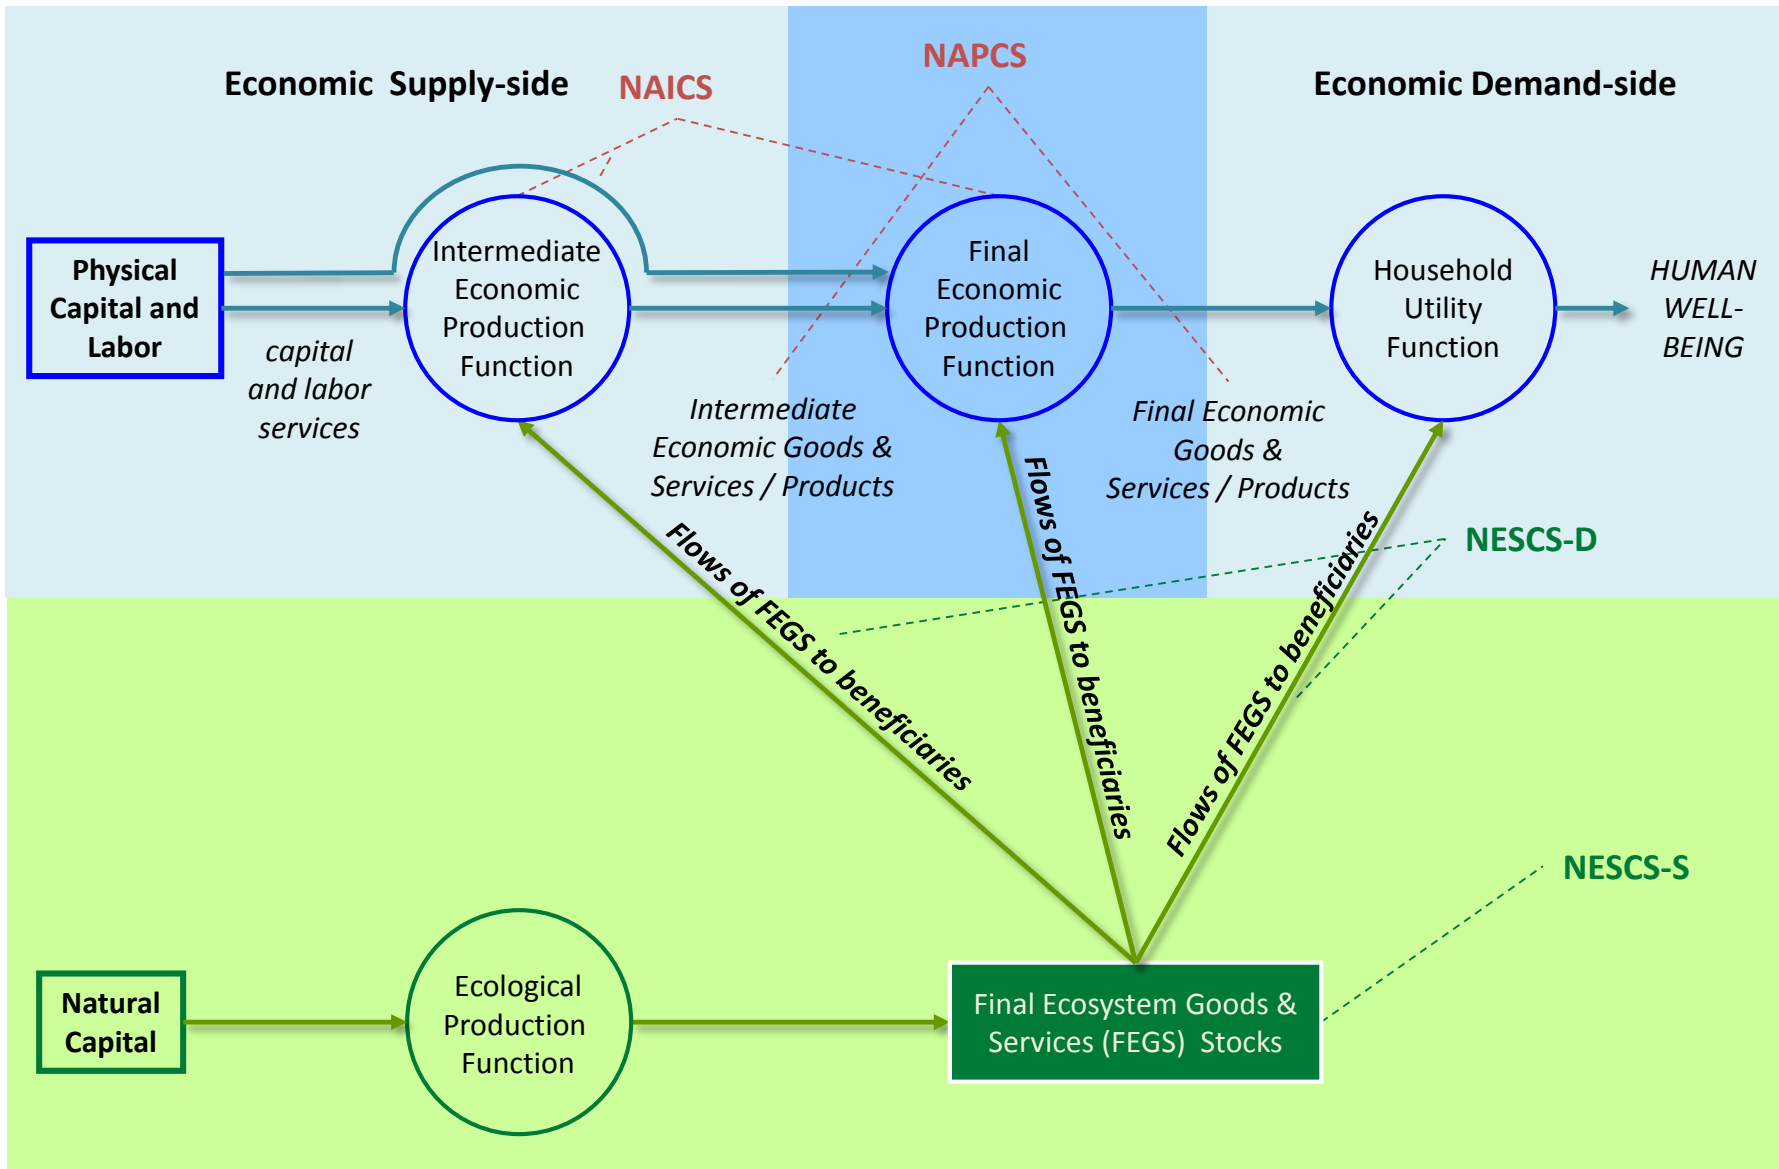 Economic Supply-side
NAICS
NAPCS
Economic Demand-side
Physical
Capital and
Labor
capital
and labor
services
Intermediate
Economic
Production
Function
Intermediate
Economic Goods &
Services / Products
Final
Economic
Production
Function
Final Economic
Goods &
Services / Products
Household
Utility
Function
HUMAN
WELL-
BEING
Flows of FEGS to beneficiaries
Flows of FEGS to beneficiaries
Flows of FEGS to beneficiaries
NESCS-D
NESCS-S
Natural
Capital
Ecological
Production
Function
Final Ecosystem Goods &
Services (FEGS) Stocks